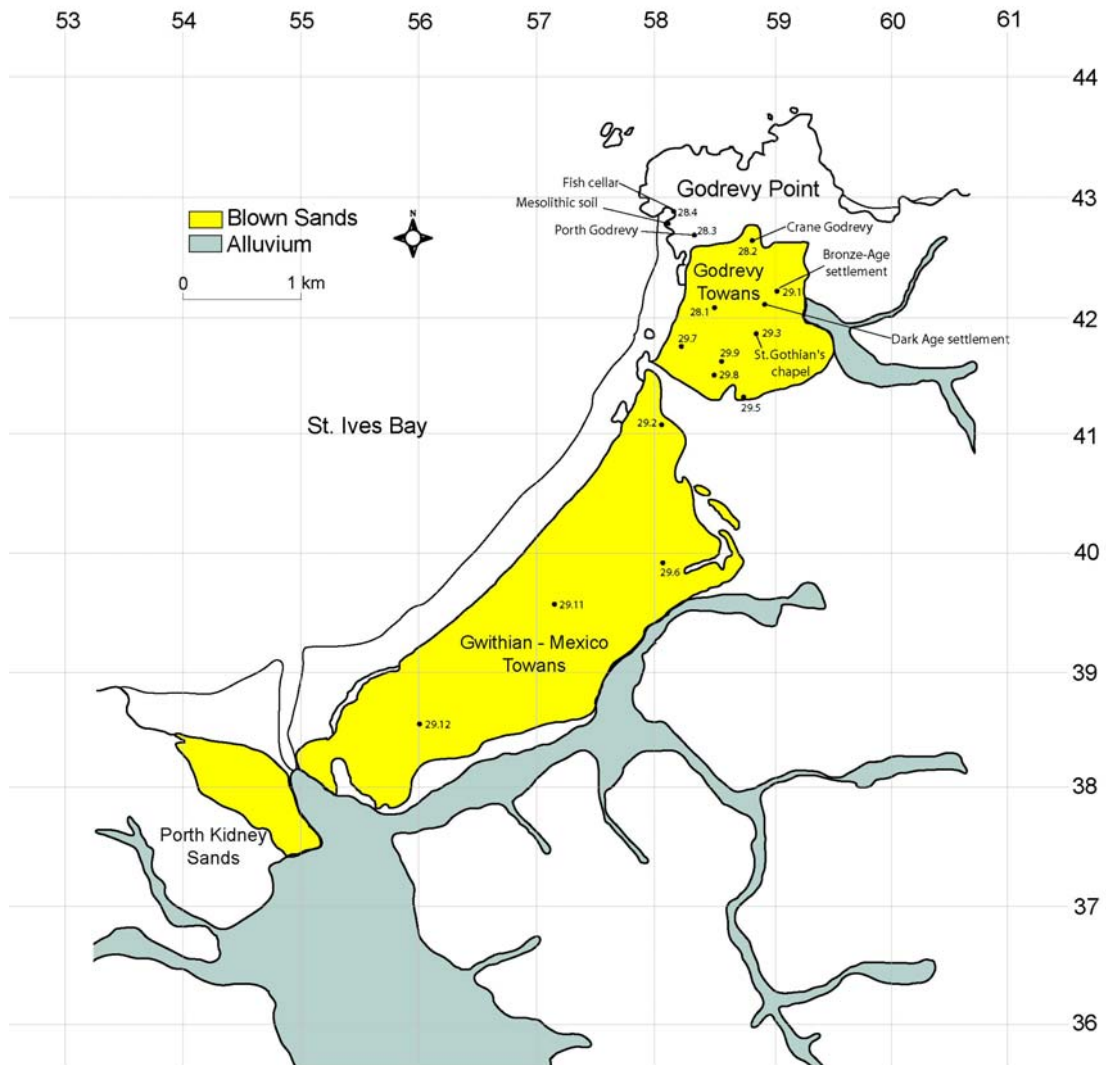 53 54 55 56 57 58 59 60 61
44
Fish cellar
Godrevy Point
43
Mesolithic soil
28.4
Blown Sands
N
Porth Godrevy
28.3
Crane Godrevy
Alluvium
28.2
Bronze-Age
settlement
0 1 km
Godrevy
Towans
29.1
28.1
42
29.7
29.3
Dark Age settlement
29.9
St.Gothian's
chapel
29.8
29.5
St. Ives Bay
29.2
41
40
29.6
29.11
Gwithian - Mexico
Towans
39
29.12
38
Porth Kidney
Sands
37
36